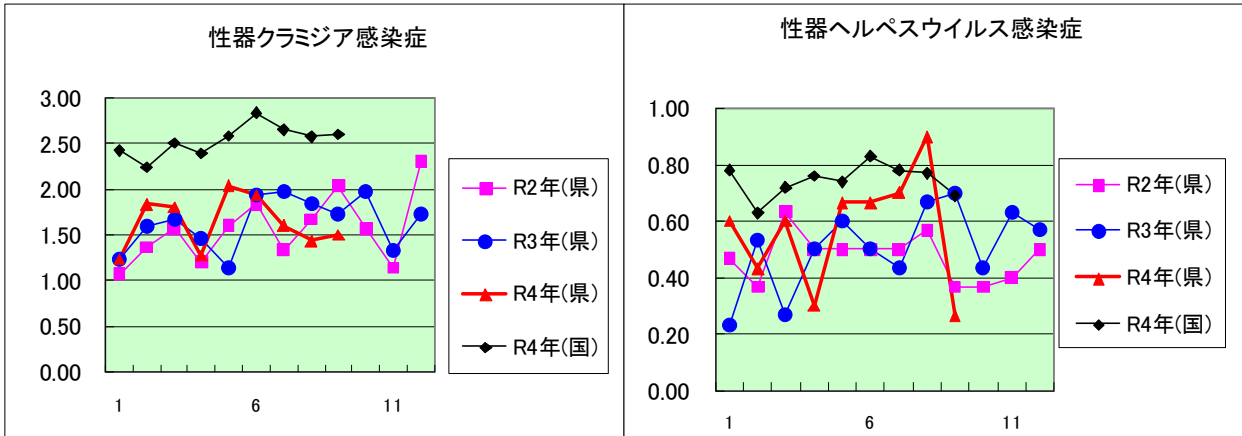 性器クラミジア感染症
3.00
2.50
2.00
1.50
1.00
0.50
0.00
1
6
11
R2年(県)
R3年(県)
R4年(県)
R4年(国)
性器ヘルペスウイルス感染症
1.00
0.80
0.60
0.40
0.20
0.00
1
6
11
R2年(県)
R3年(県)
R4年(県)
R4年(国)